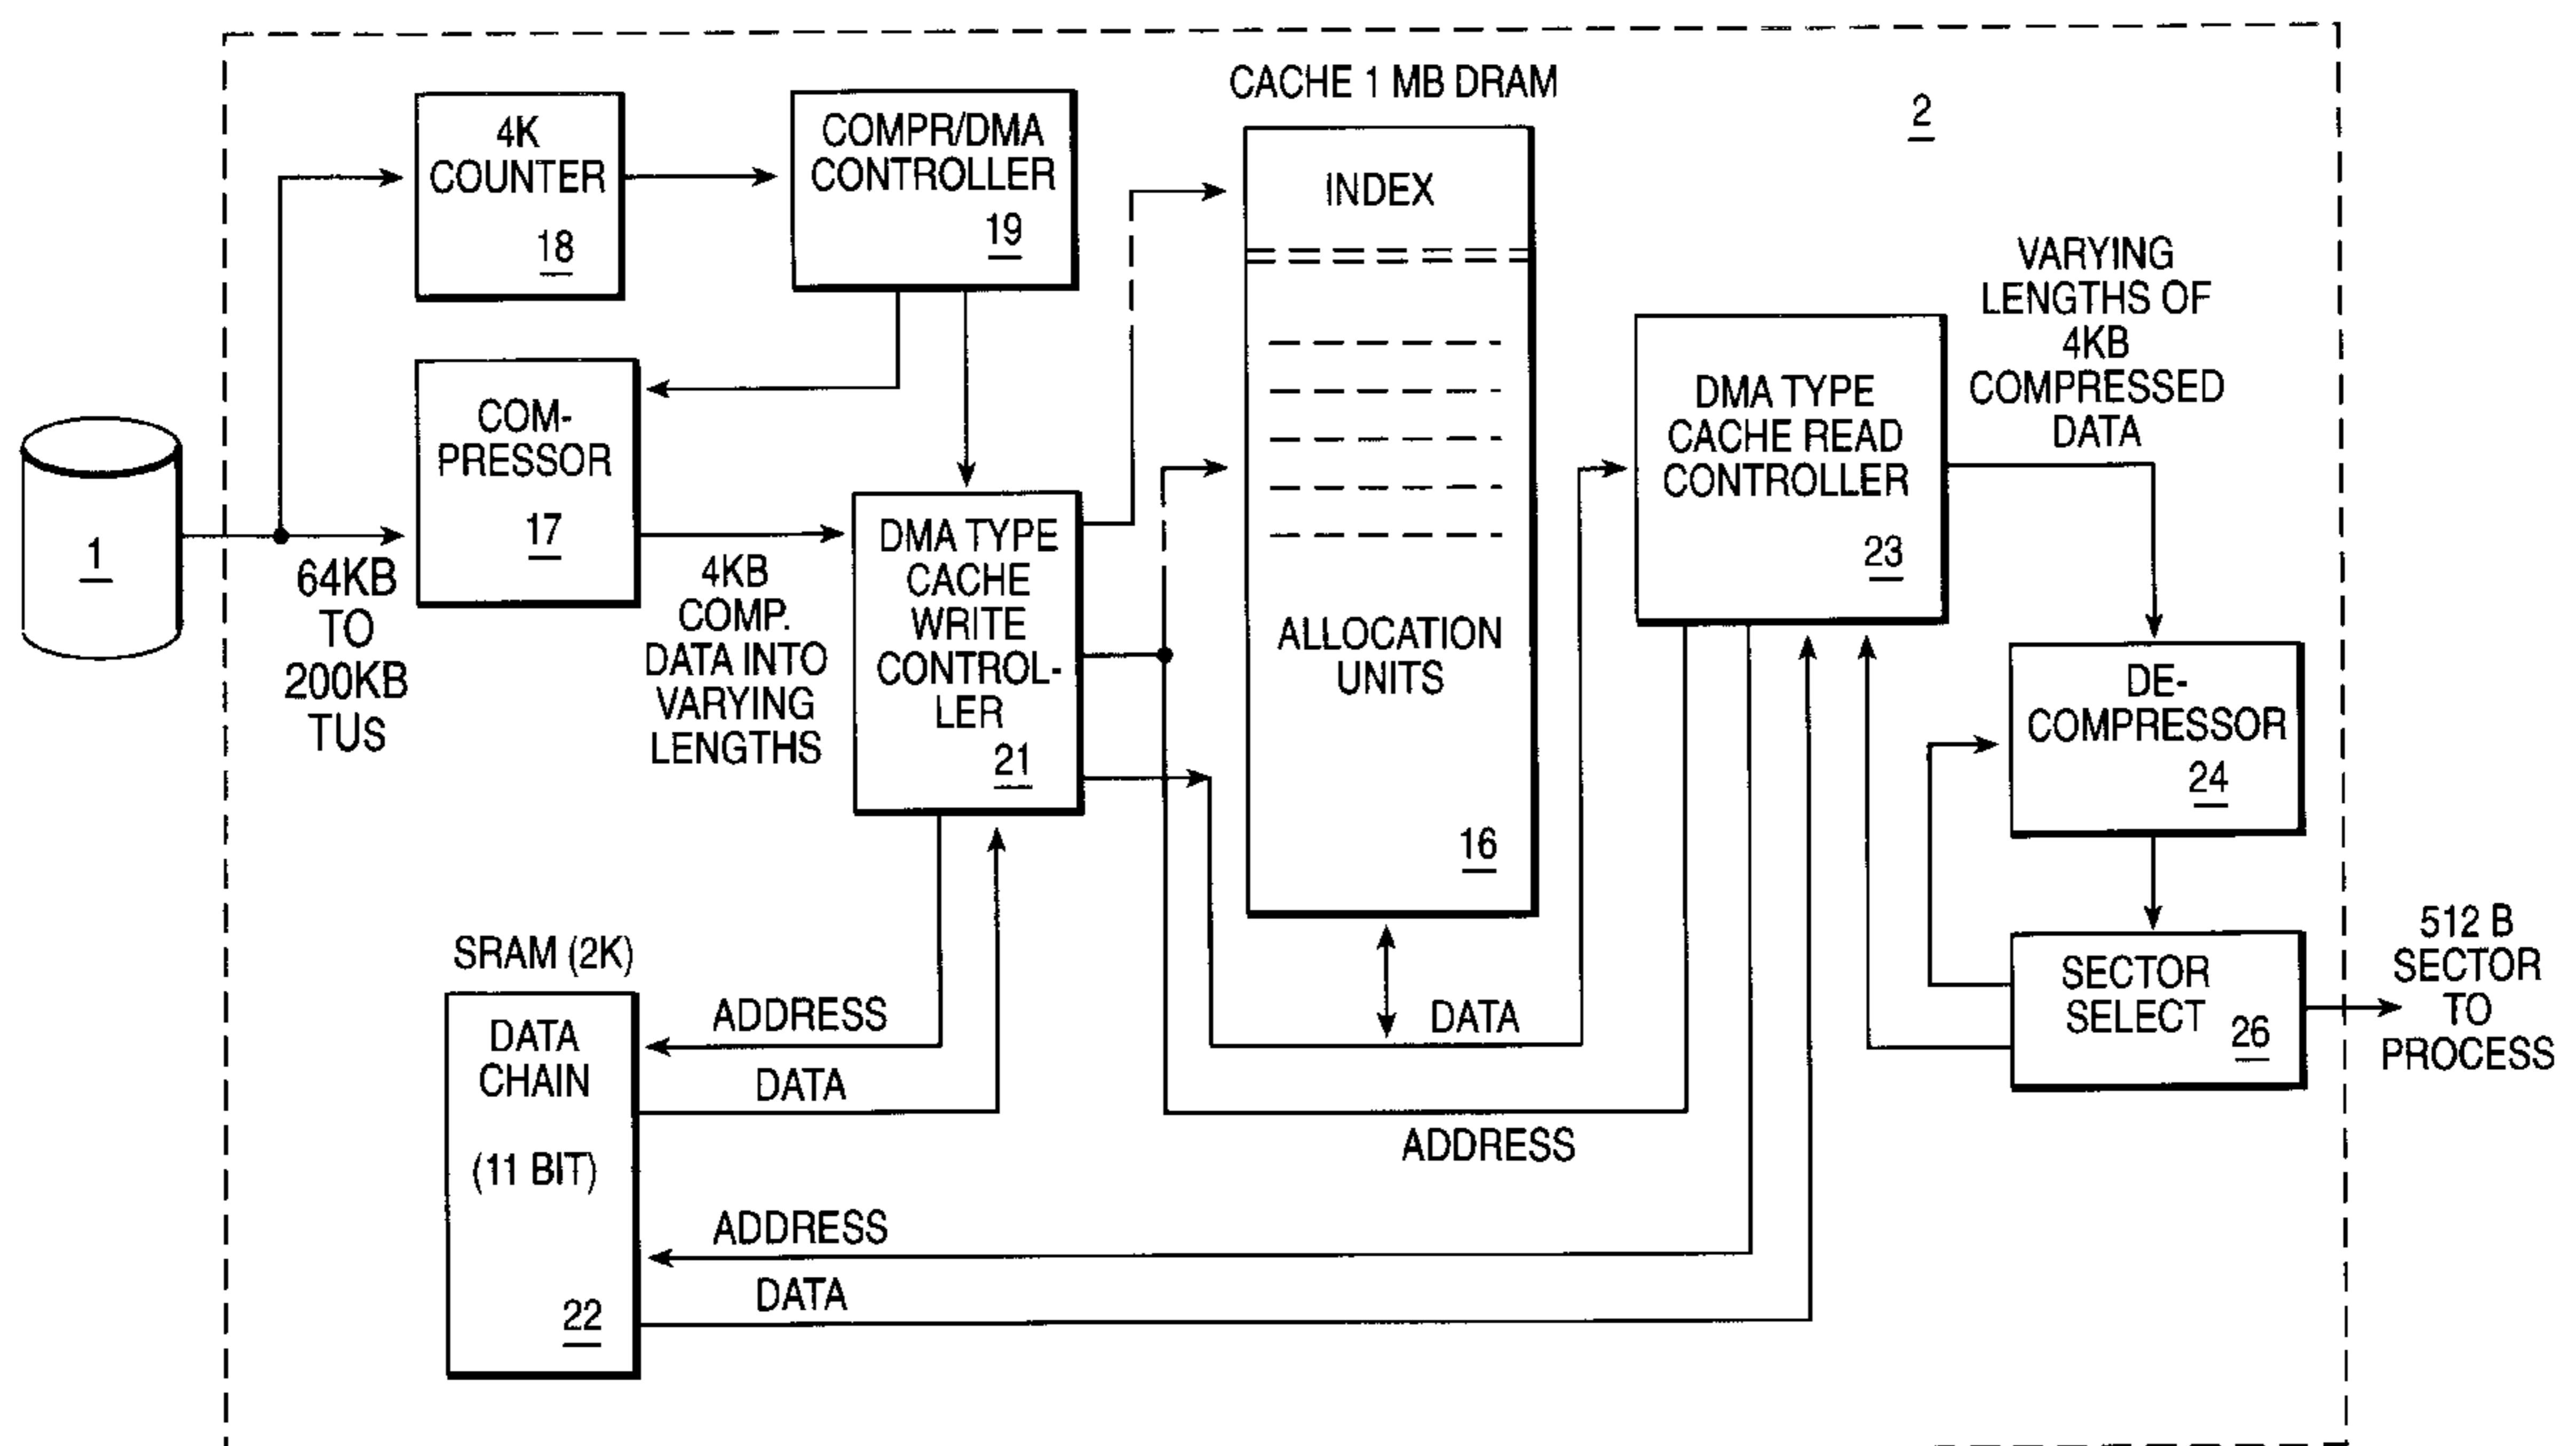 CACHE 1 MB DRAM
2
4K
COUNTER
18
COMPR/DMA
CONTROLLER
19
INDEX
ALLOCATION
UNITS
16
1
64KB
TO
200KB
TUS
COM-
PRESSOR
17
4KB
COMP.
DATA INTO
VARYING
LENGTHS
DMA TYPE
CACHE
WRITE
CONTROL-
LER
21
DMA TYPE
CACHE READ
CONTROLLER
23
VARYING
LENGTHS OF
4KB
COMPRESSED
DATA
DE-
COMPRESSOR
24
SECTOR
SELECT
26
512 B
SECTOR
TO
PROCESS
SRAM (2K)
DATA
CHAIN
(11 BIT)
22
ADDRESS
DATA
DATA
ADDRESS
ADDRESS
DATA